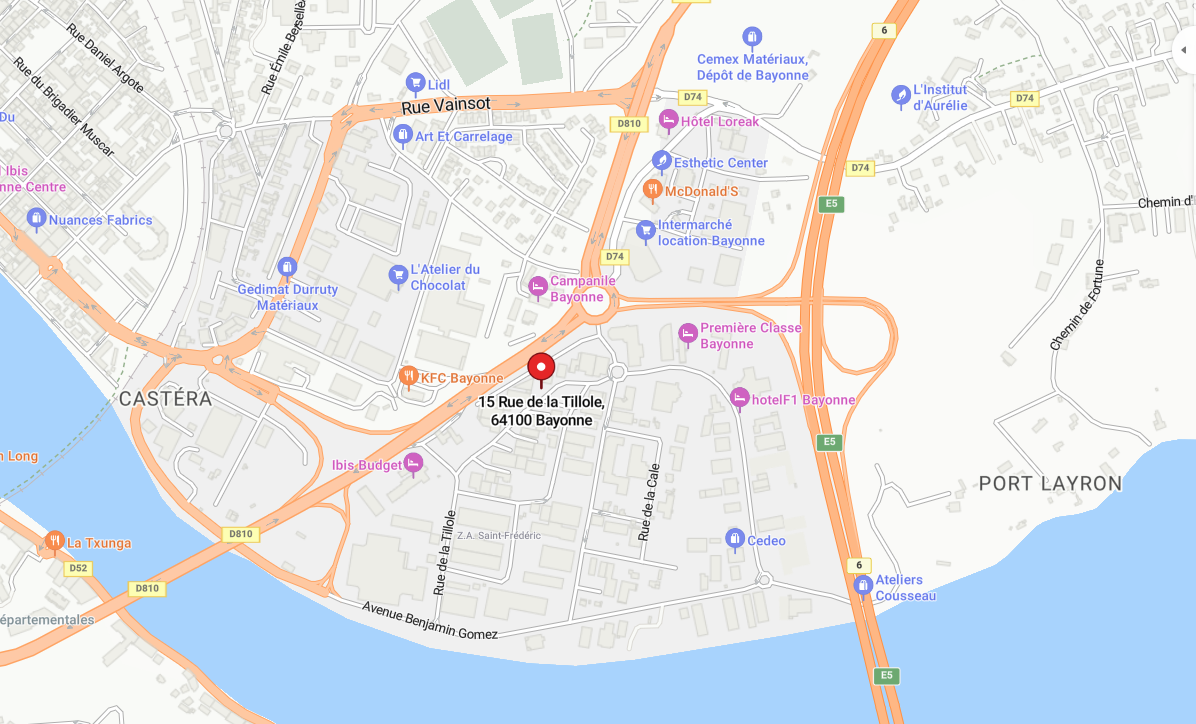 Rue Daniel Argote
Rue Émile Bersellé
6
Cemex Matériaux,
Dépôt de Bayonne
Rue du Brigadier Muscar
Lidl
L'Institut
d'Aurélie
D74
D74
Rue Vainsot
Du
D810
Hôtel Loreak
Art Et Carrelage
Esthetic Center
D74
Ibis
nne Centre
McDonald'S
E5
Chemin d'
Nuances Fabrics
Intermarché
location Bayonne
D74
L'Atelier du
Chocolat
Gedimat Durruty
Matériaux
Campanile
Bayonne
Chemin de Fortune
Première Classe
Bayonne
KFC Bayonne
CASTÉRA
15 Rue de la Tillole,
64100 Bayonne
hotelF1 Bayonne
E5
n Long
Ibis Budget
PORT LAYRON
Rue de la Cale
Rue de la Tillole
D810
Z.A. Saint-Frédéric
La Txunga
Cedeo
D52
6
D810
Ateliers
Cousseau
épartementales
Avenue Benjamin Gomez
E5